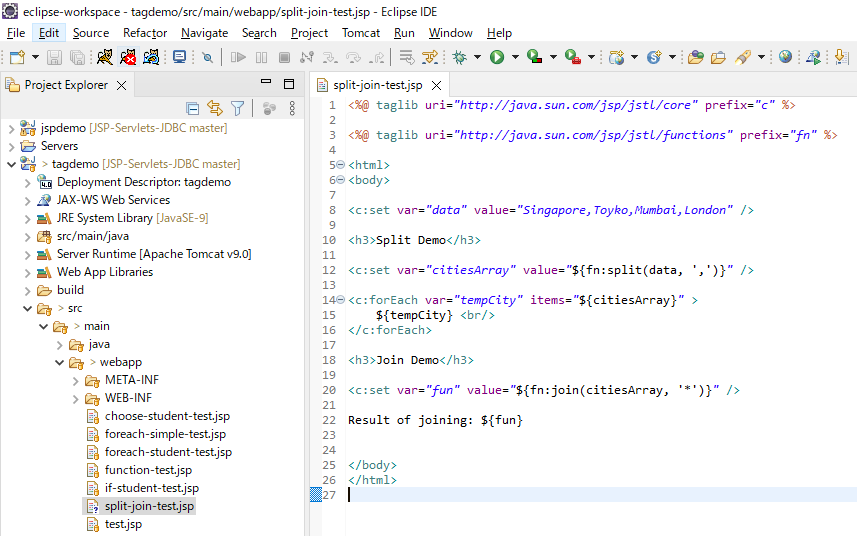 eclipse-workspace - tagdemo/src/main/webapp/split-join-test.jsp - Eclipse IDE
File Edit Source Refactor Navigate Search Project Tomcat Run Window Help
Project Explorer
jspdemo [JSP-Servlets-JDBC master]
Servers
> tagdemo [JSP-Servlets-JDBC master]
Deployment Descriptor: tagdemo
JAX-WS Web Services
JRE System Library [JavaSE-9]
src/main/java
Server Runtime [Apache Tomcat v9.0]
Web App Libraries
build
> src
> main
java
> webapp
META-INF
WEB-INF
choose-student-test.jsp
foreach-simple-test.jsp
foreach-student-test.jsp
function-test.jsp
if-student-test.jsp
split-join-test.jsp
test.jsp
split-join-test.jsp
1 <%@ taglib uri="http://java.sun.com/jsp/jstl/core" prefix="c" %>
2
3 <%@ taglib uri="http://java.sun.com/jsp/jstl/functions" prefix="fn" %>
4
5 <html>
6 <body>
7
8 <c:set var="data" value="Singapore,Toyko,Mumbai,London" />
9
10 <h3>Split Demo</h3>
11
12 <c:set var="citiesArray" value="${fn:split(data, ',')}" />
13
14 <c:forEach var="tempCity" items="${citiesArray}" >
15 ${tempCity} <br/>
16 </c:forEach>
17
18 <h3>Join Demo</h3>
19
20 <c:set var="fun" value="${fn:join(citiesArray, '*')}" />
21
22 Result of joining: ${fun}
23
24
25 </body>
26 </html>
27